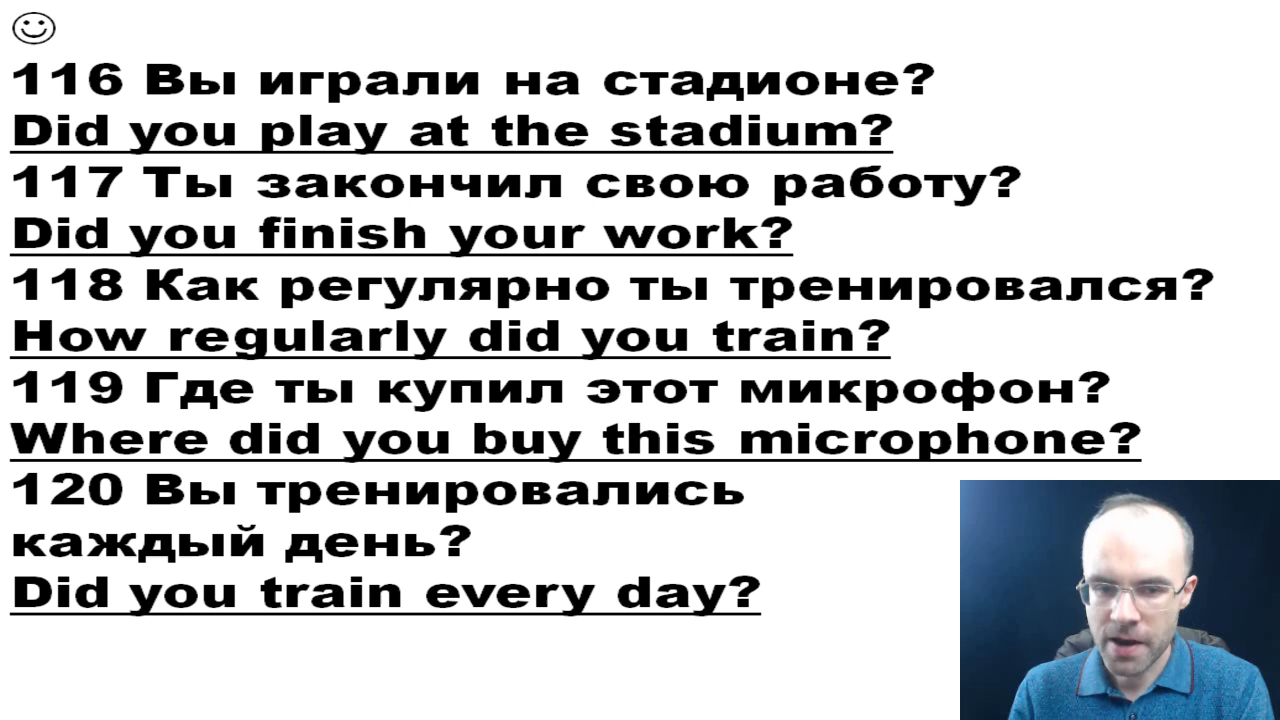 116 Вы играли на стадионе?
Did you play at the stadium?
117 Ты закончил свою работу?
Did you finish your work?
118 Как регулярно ты тренировался?
How regularly did you train?
119 Где ты купил этот микрофон?
Where did you buy this microphone?
120 Вы тренировались
каждый день?
Did you train every day?